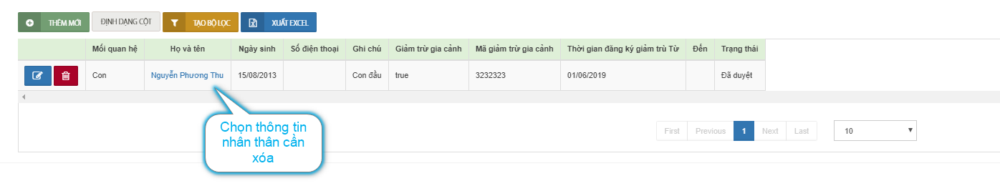 THÊM MỚI ĐỊNH DẠNG CỘT TẠO BỘ LỌC XUẤT EXCEL
Mối quan hệ Họ và tên Ngày sinh Số điện thoại Ghi chú Giảm trừ gia cảnh Mã giảm trừ gia cảnh Thời gian đăng ký giảm trừ Từ Đến Trạng thái
Con Nguyễn Phương Thu 15/08/2013 Con đầu true 3232323 01/06/2019 Đã duyệt
Chọn thông tin
nhân thân cần
xóa
First Previous 1 Next Last 10